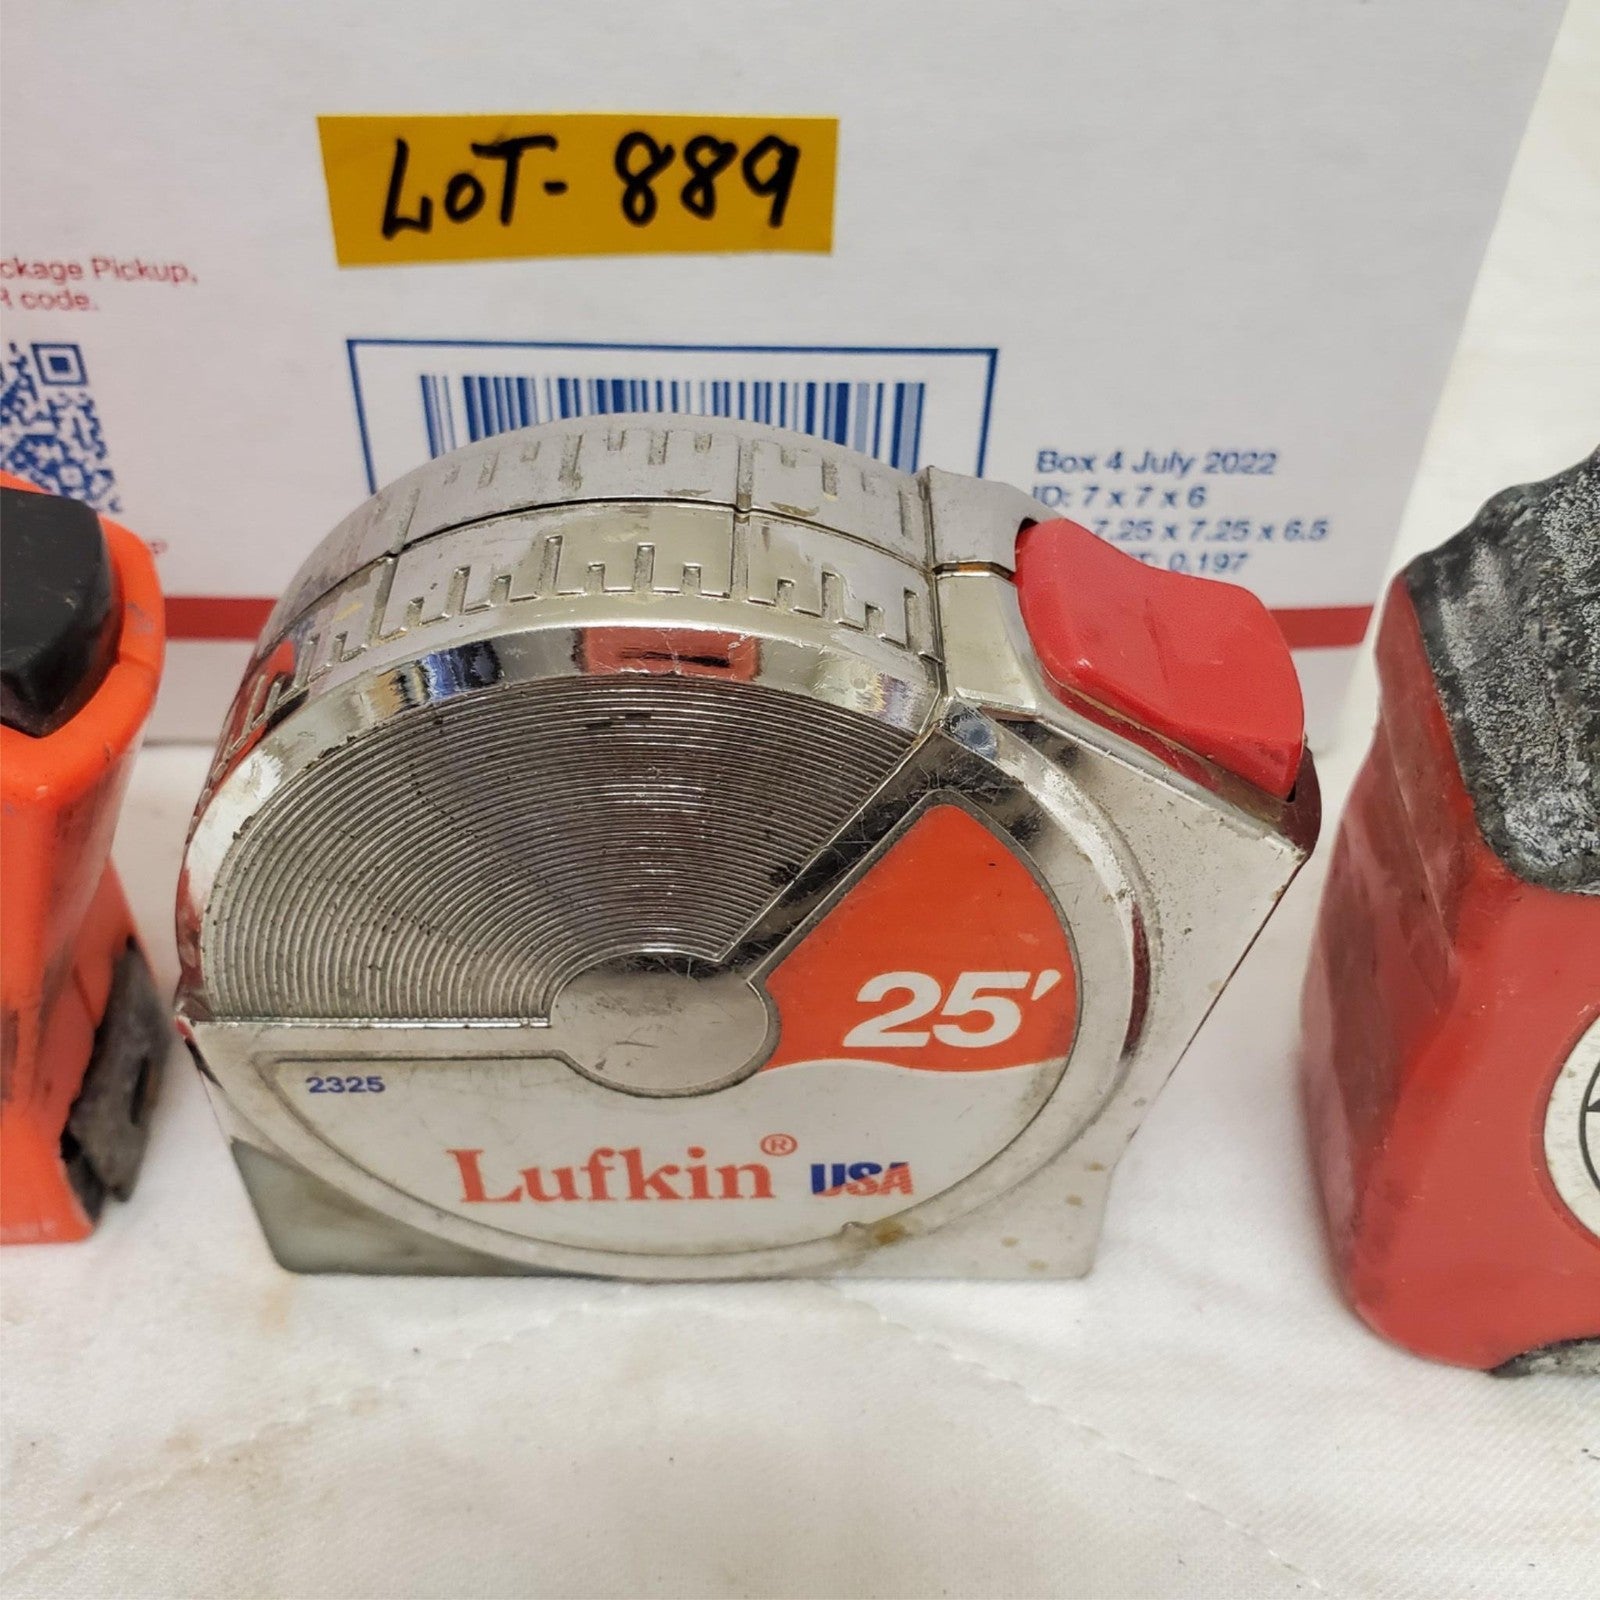 LOT- 889
ckage Pickup,
code.
Box 4 July 2022
ID: 7 x 7 x 6
7.25 x 7.25 x 6.5
0.197
25'
2325
Lufkin® USA